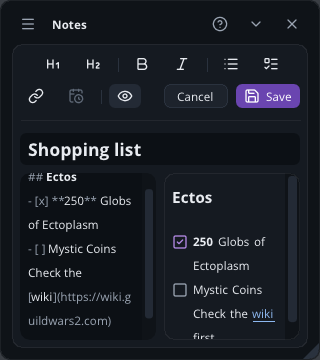 Notes
H1 H2 B I
Cancel Save
Shopping list
## Ectos
- [x] **250** Globs
of Ectoplasm
- [ ] Mystic Coins
Check the
[wiki](https://wiki.g
uildwars2.com)
Ectos
250 Globs of
Ectoplasm
Mystic Coins
Check the wiki
first